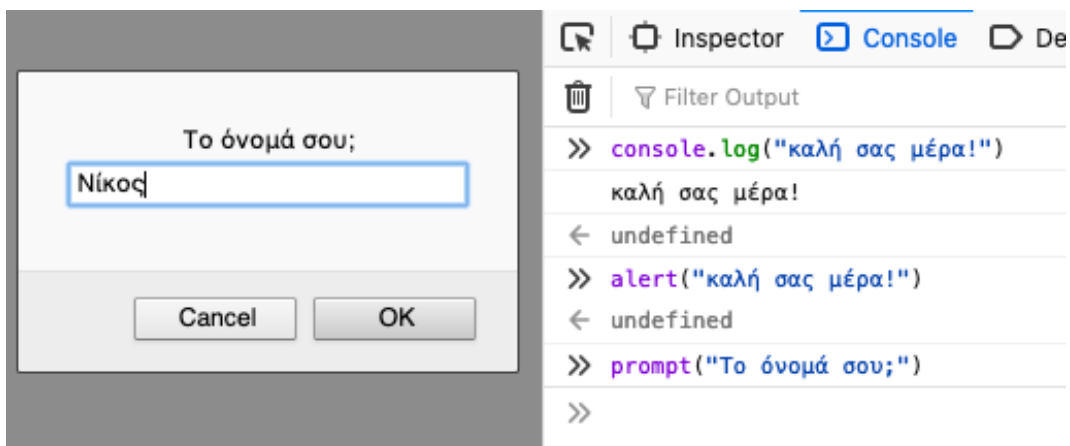 Το όνομά σου;
Νίκος
Cancel OK
Inspector Console De
Filter Output
>> console.log("καλή σας μέρα!")
καλή σας μέρα!
← undefined
>> alert("καλή σας μέρα!")
← undefined
>> prompt("Το όνομά σου;")
>>